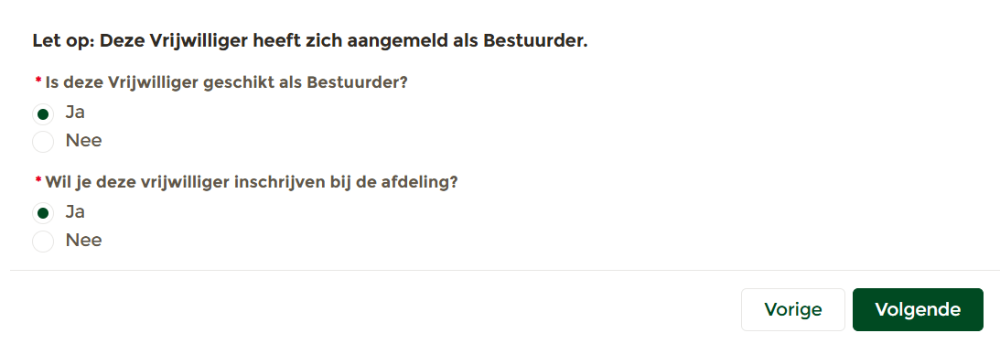 Let op: Deze Vrijwilliger heeft zich aangemeld als Bestuurder.
* Is deze Vrijwilliger geschikt als Bestuurder?
Ja
Nee
* Wil je deze vrijwilliger inschrijven bij de afdeling?
Ja
Nee
Vorige
Volgende